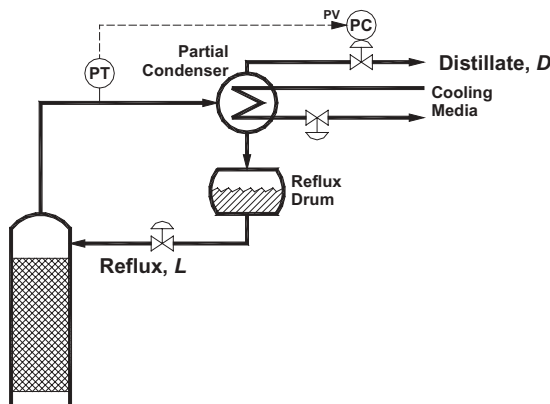 PV
PC
Partial
Condenser
PT
Distillate, D
Cooling
Media
Reflux
Drum
Reflux, L